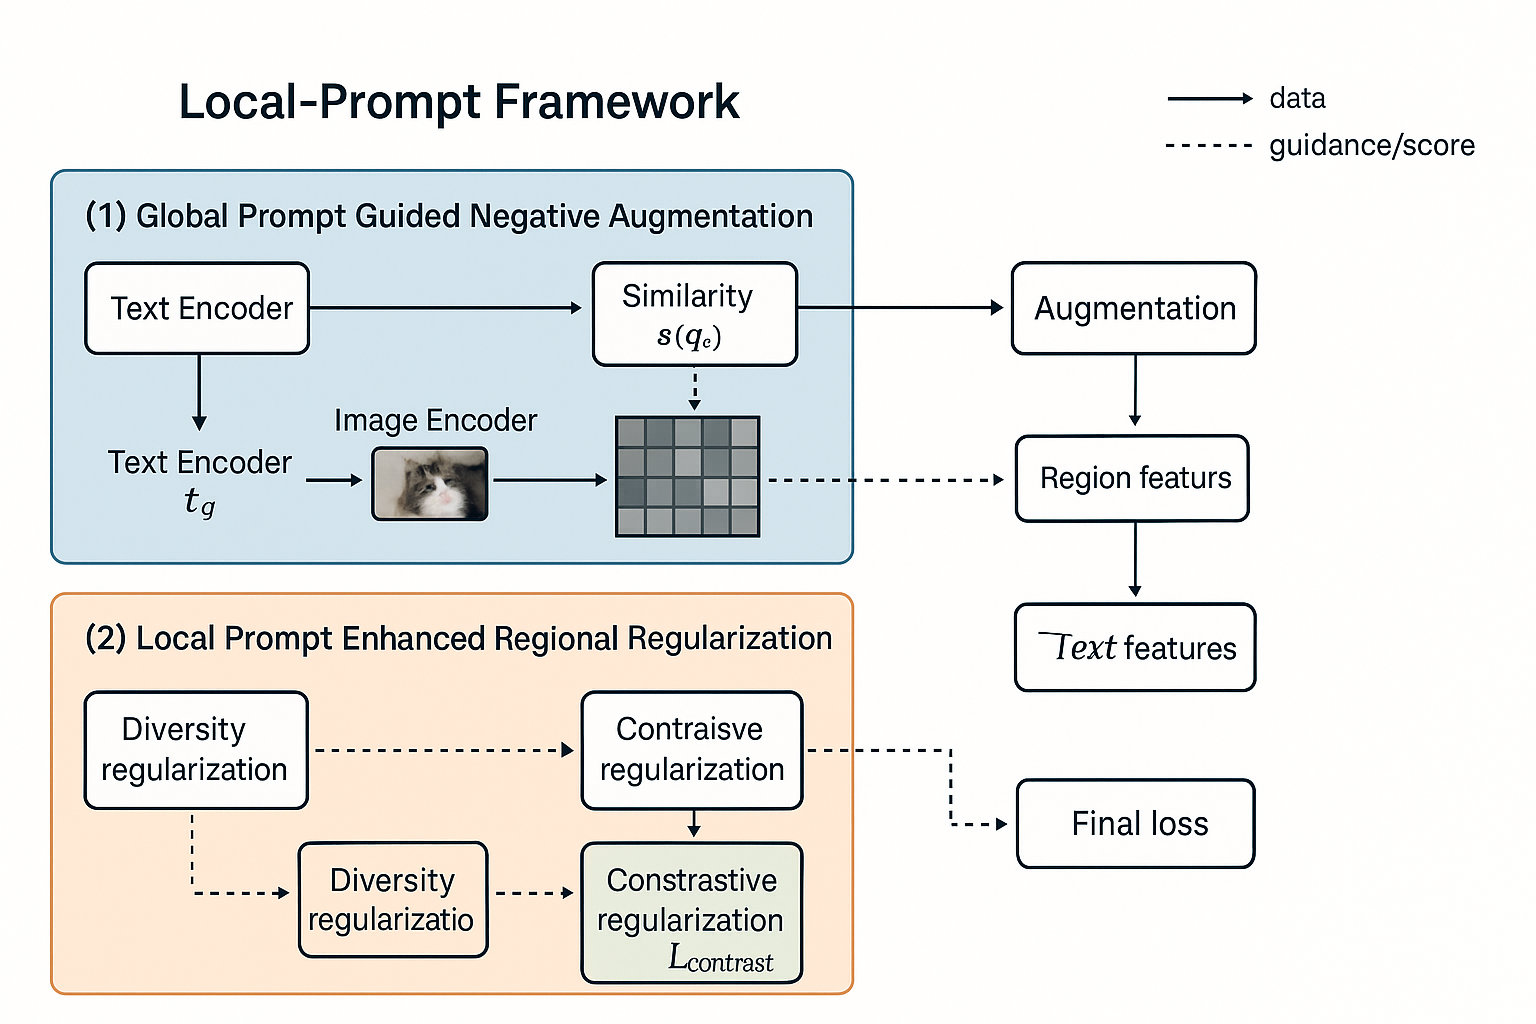 Local-Prompt Framework
data
guidance/score
(1) Global Prompt Guided Negative Augmentation
Text Encoder
Similarity
s(q_c)
Augmentation
Image Encoder
Text Encoder
t_g
Region featurs
Text features
(2) Local Prompt Enhanced Regional Regularization
Diversity
regularization
Contraisve
regularization
Final loss
Diversity
regularizatio
Constrastive
regularization
L_contrast